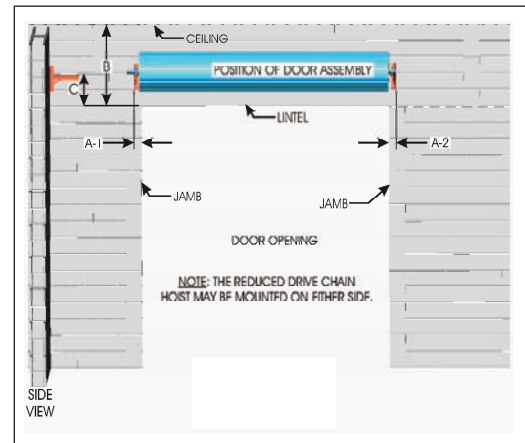 CEILING
B
POSITION OF DOOR ASSEMBLY
C
LINTEL
A-1
A-2
JAMB
JAMB
DOOR OPENING
NOTE: THE REDUCED DRIVE CHAIN
HOIST MAY BE MOUNTED ON EITHER SIDE.
SIDE
VIEW